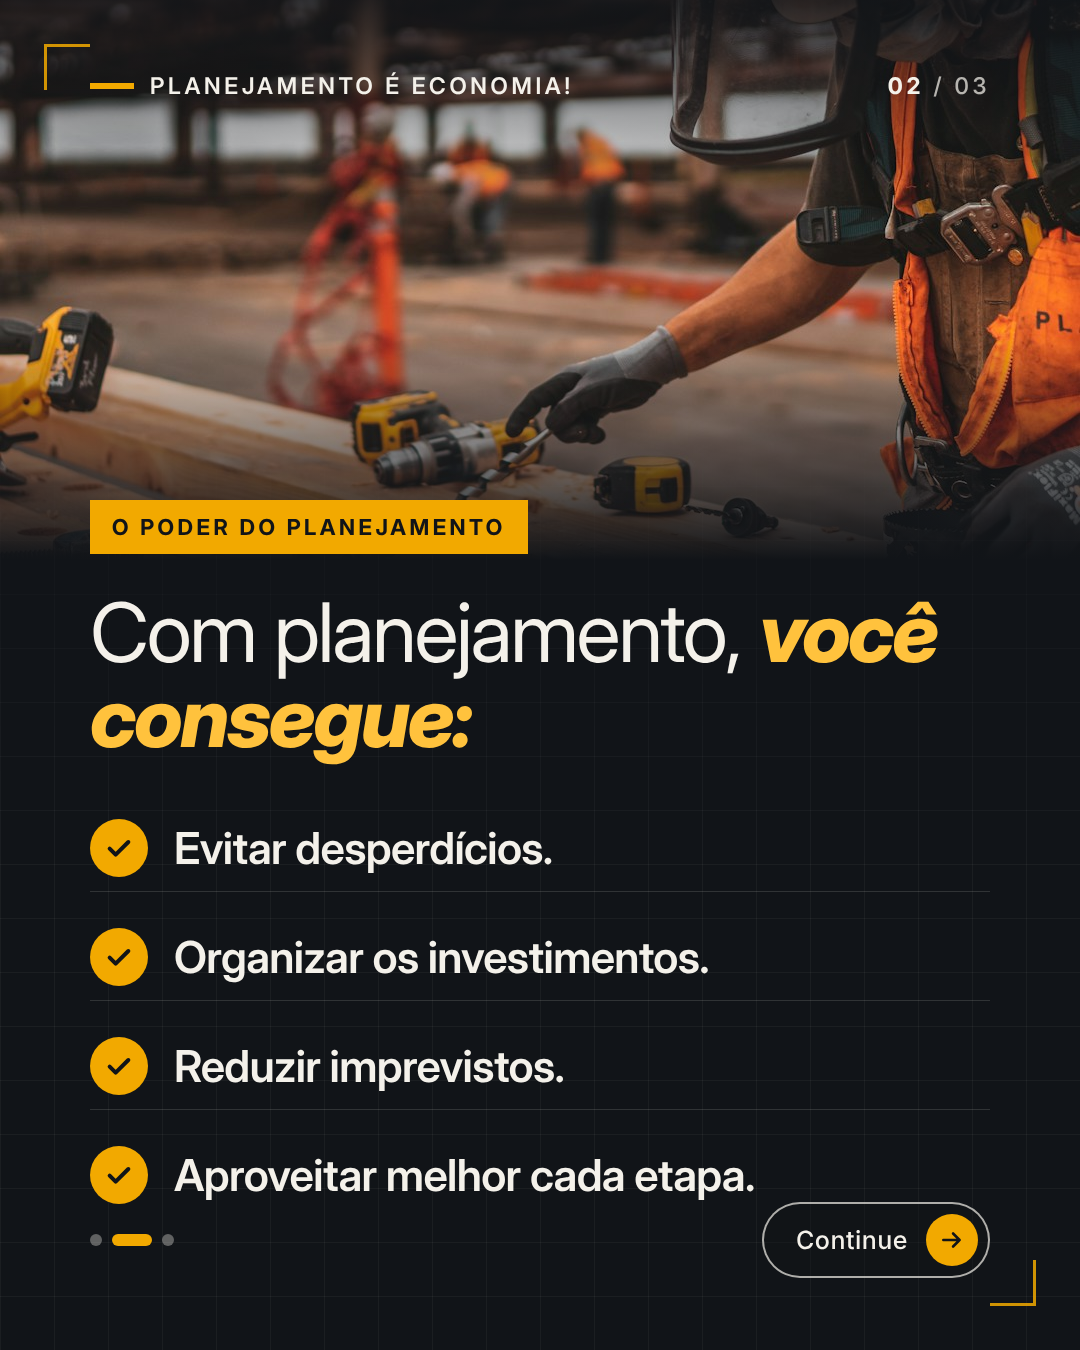 PLANEJAMENTO É ECONOMIA!
02 / 03
PL
O PODER DO PLANEJAMENTO
Com planejamento, você
consegue:
Evitar desperdícios.
Organizar os investimentos.
Reduzir imprevistos.
Aproveitar melhor cada etapa.
Continue